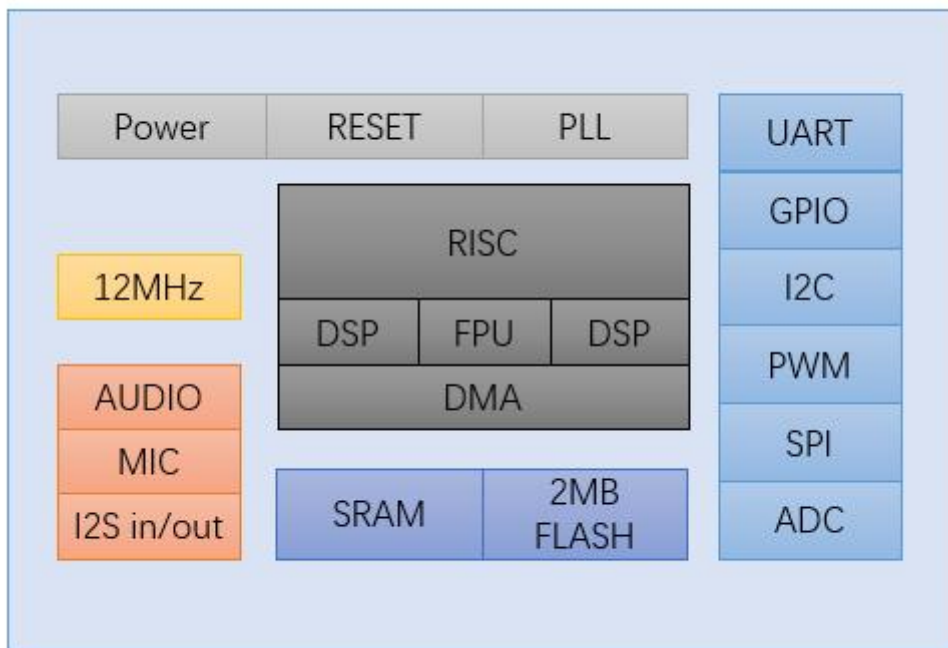 Power
RESET
PLL
UART
GPIO
RISC
12MHz
I2C
DSP
FPU
DSP
PWM
AUDIO
DMA
MIC
SPI
SRAM
2MB
FLASH
I2S in/out
ADC